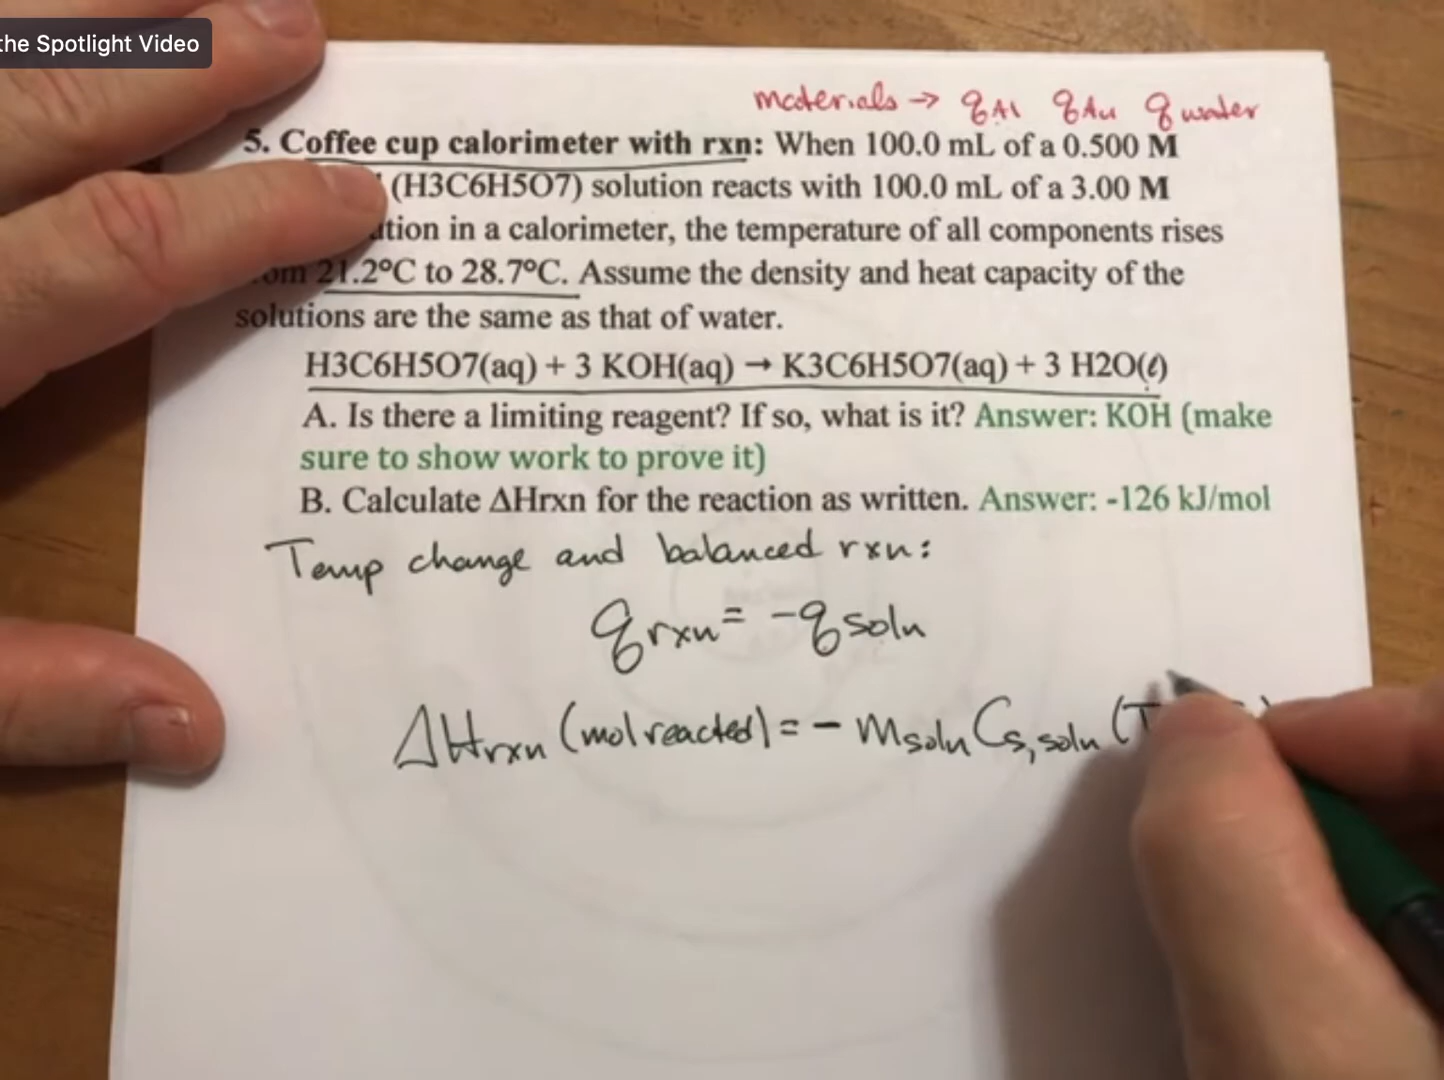 the Spotlight Video
materials → qAl qAu qwater
5. Coffee cup calorimeter with rxn: When 100.0 mL of a 0.500 M
(H3C6H5O7) solution reacts with 100.0 mL of a 3.00 M
in a calorimeter, the temperature of all components rises
21.2ºC to 28.7ºC. Assume the density and heat capacity of the
solutions are the same as that of water.
H3C6H5O7(aq) + 3 KOH(aq) → K3C6H5O7(aq) + 3 H2O(ℓ)
A. Is there a limiting reagent? If so, what is it? Answer: KOH (make
sure to show work to prove it)
B. Calculate ΔHrxn for the reaction as written. Answer: -126 kJ/mol
Temp change and balanced rxn:
qrxn = -qsoln
ΔHrxn (mol reacted) = - msoln Cs,soln (T